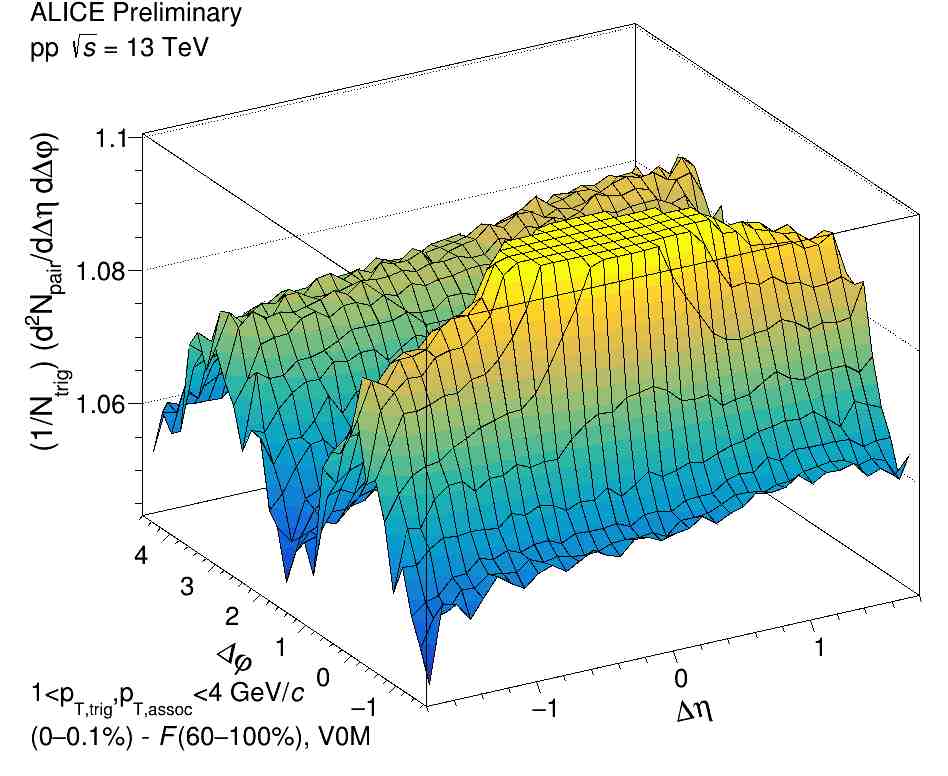 ALICE Preliminary
pp √s = 13 TeV
(1/N_trig) (d²N_pair/dΔη dΔφ)
1.1
1.08
1.06
4
3
2
1
0
−1
Δφ
−1
0
1
Δη
1<p_T,trig,p_T,assoc<4 GeV/c
(0–0.1%) - F(60–100%), V0M